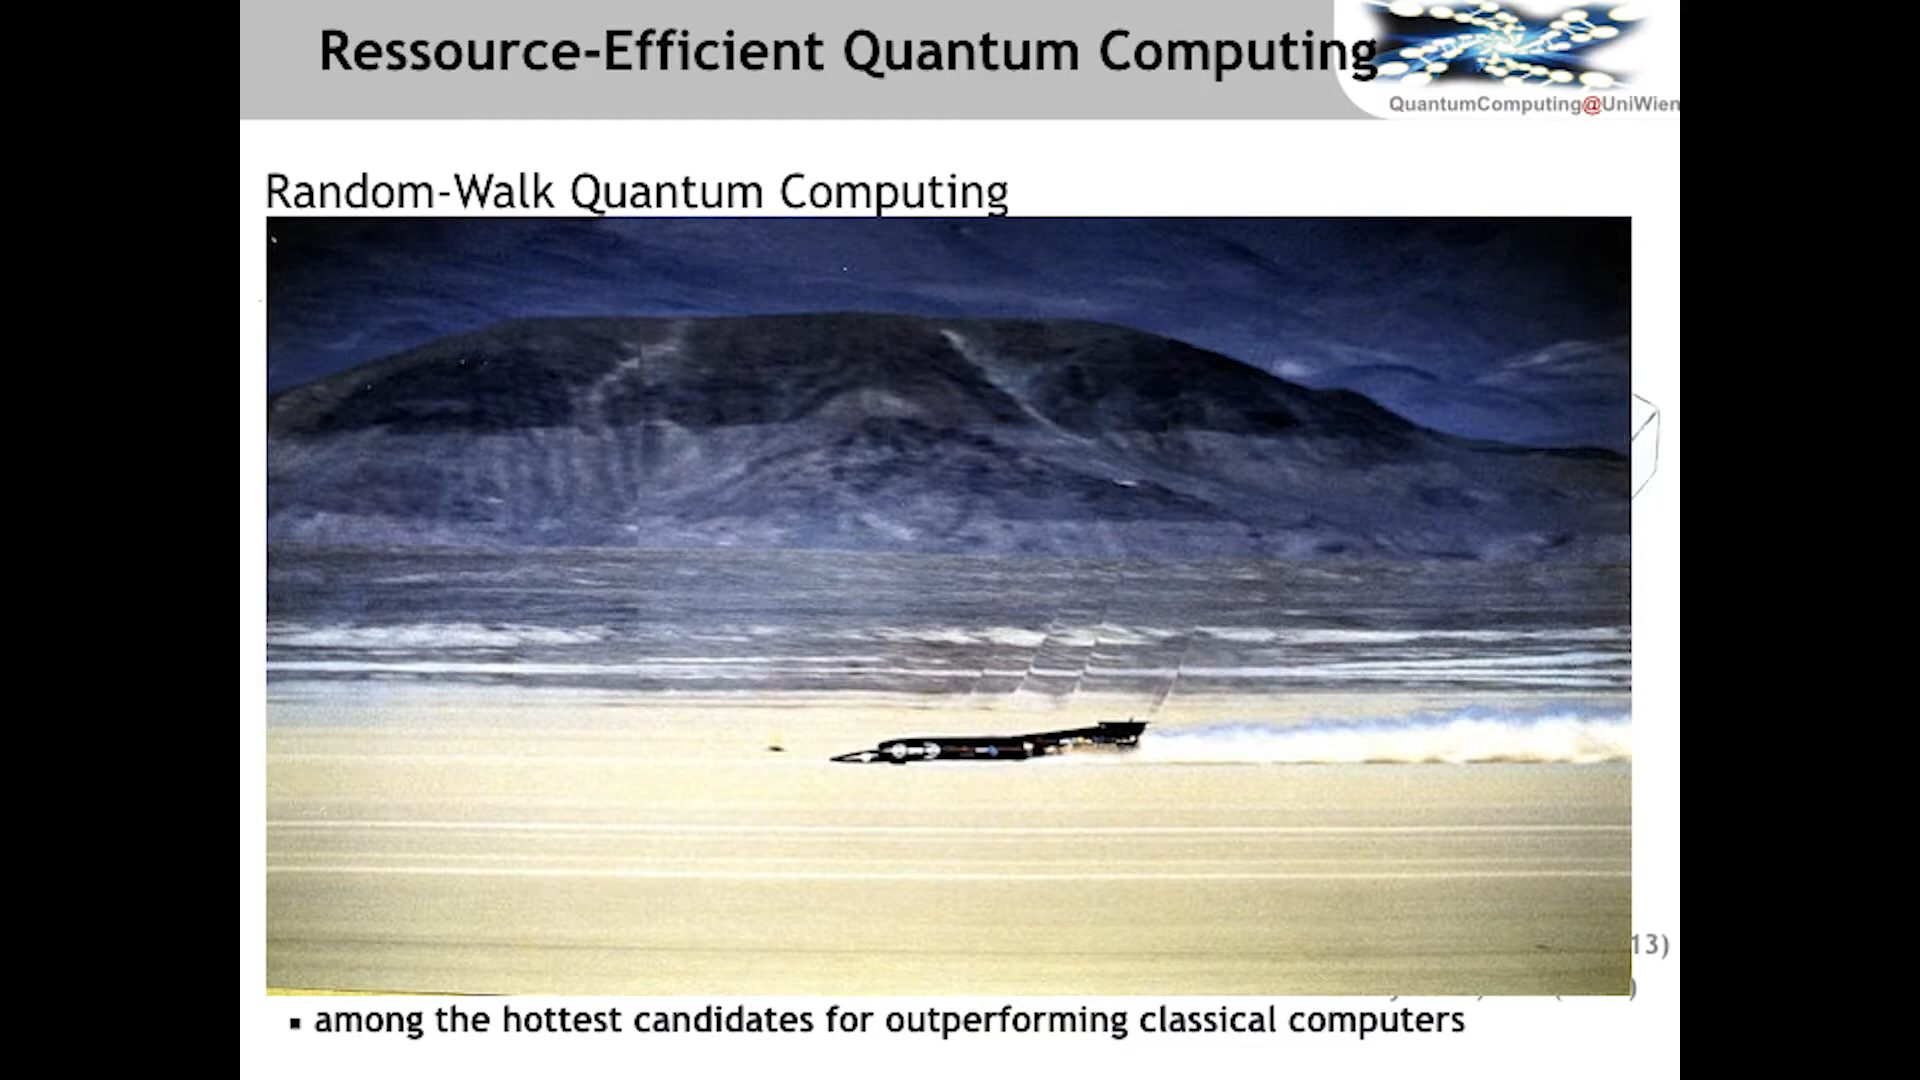 Ressource-Efficient Quantum Computing
QuantumComputing@UniWien
Random-Walk Quantum Computing
13)
)
▪ among the hottest candidates for outperforming classical computers